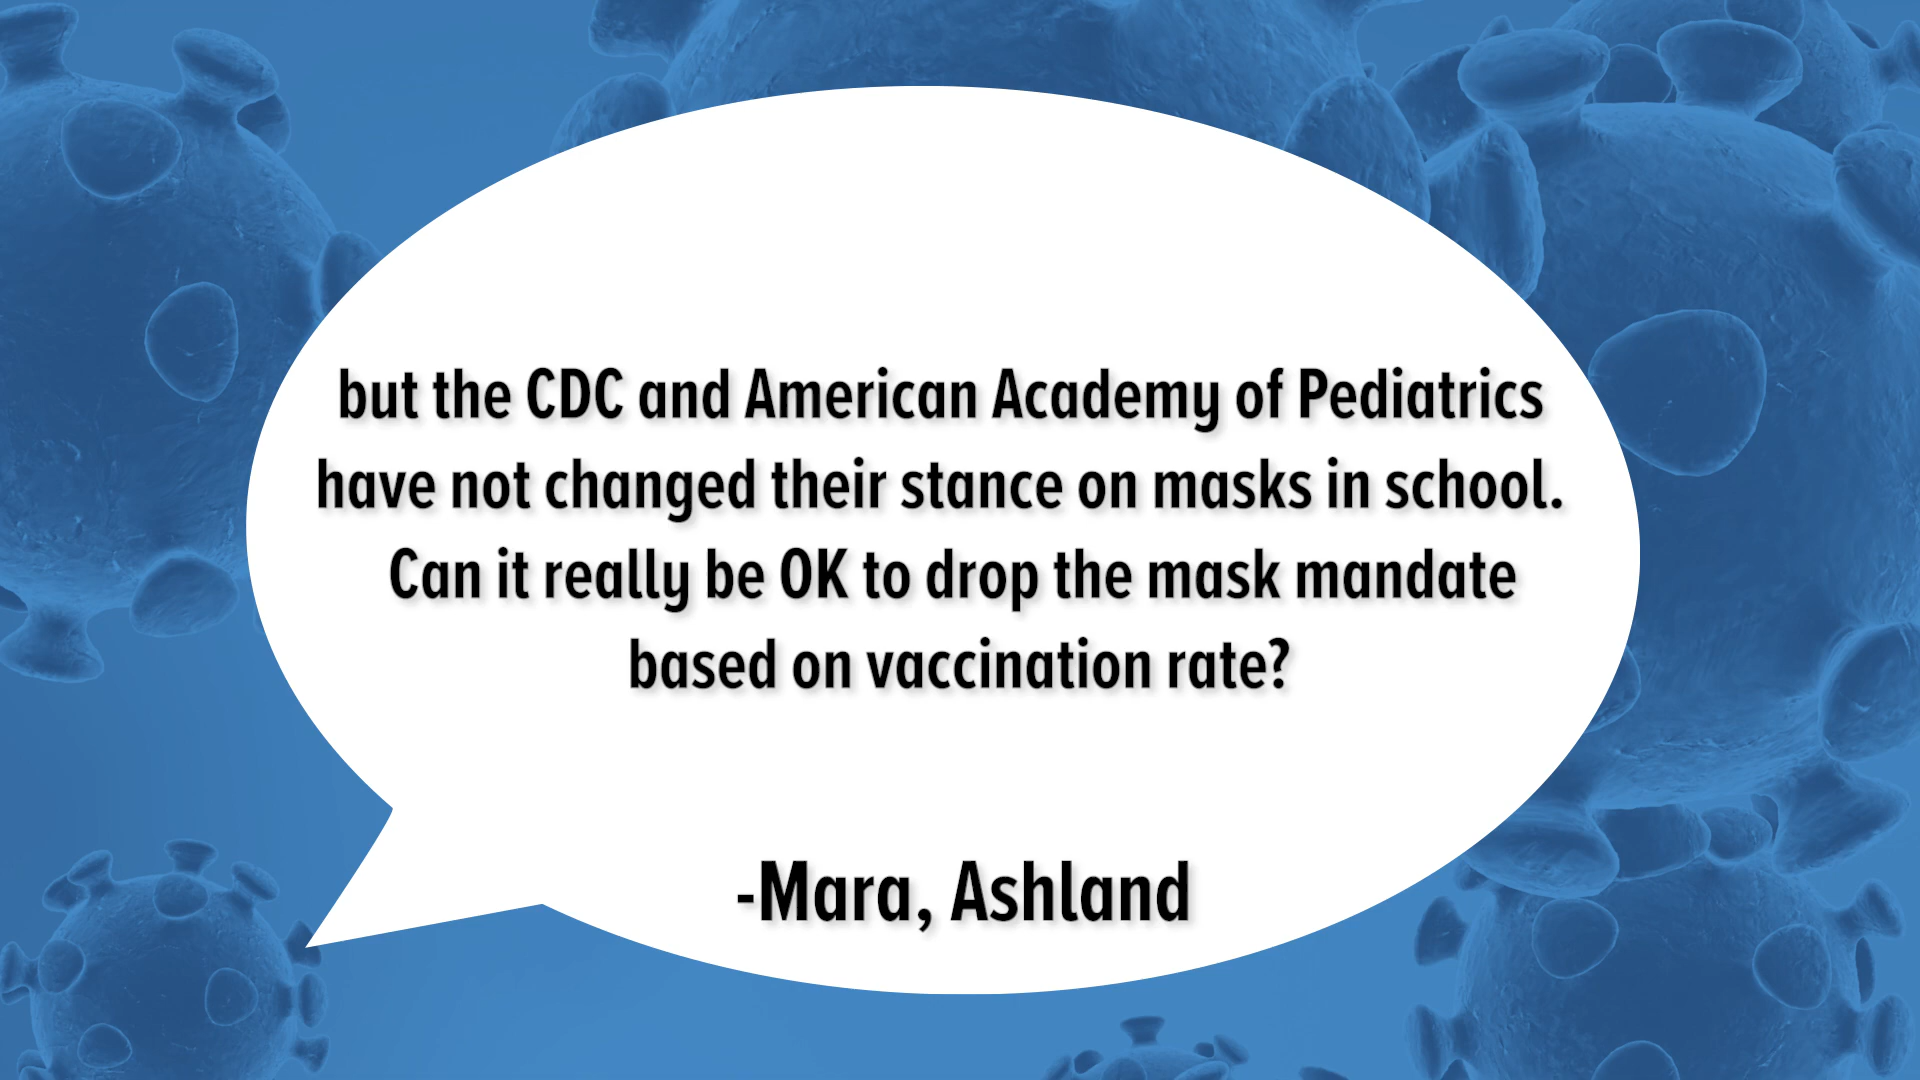 but the CDC and American Academy of Pediatrics
have not changed their stance on masks in school.
Can it really be OK to drop the mask mandate
based on vaccination rate?
-Mara, Ashland